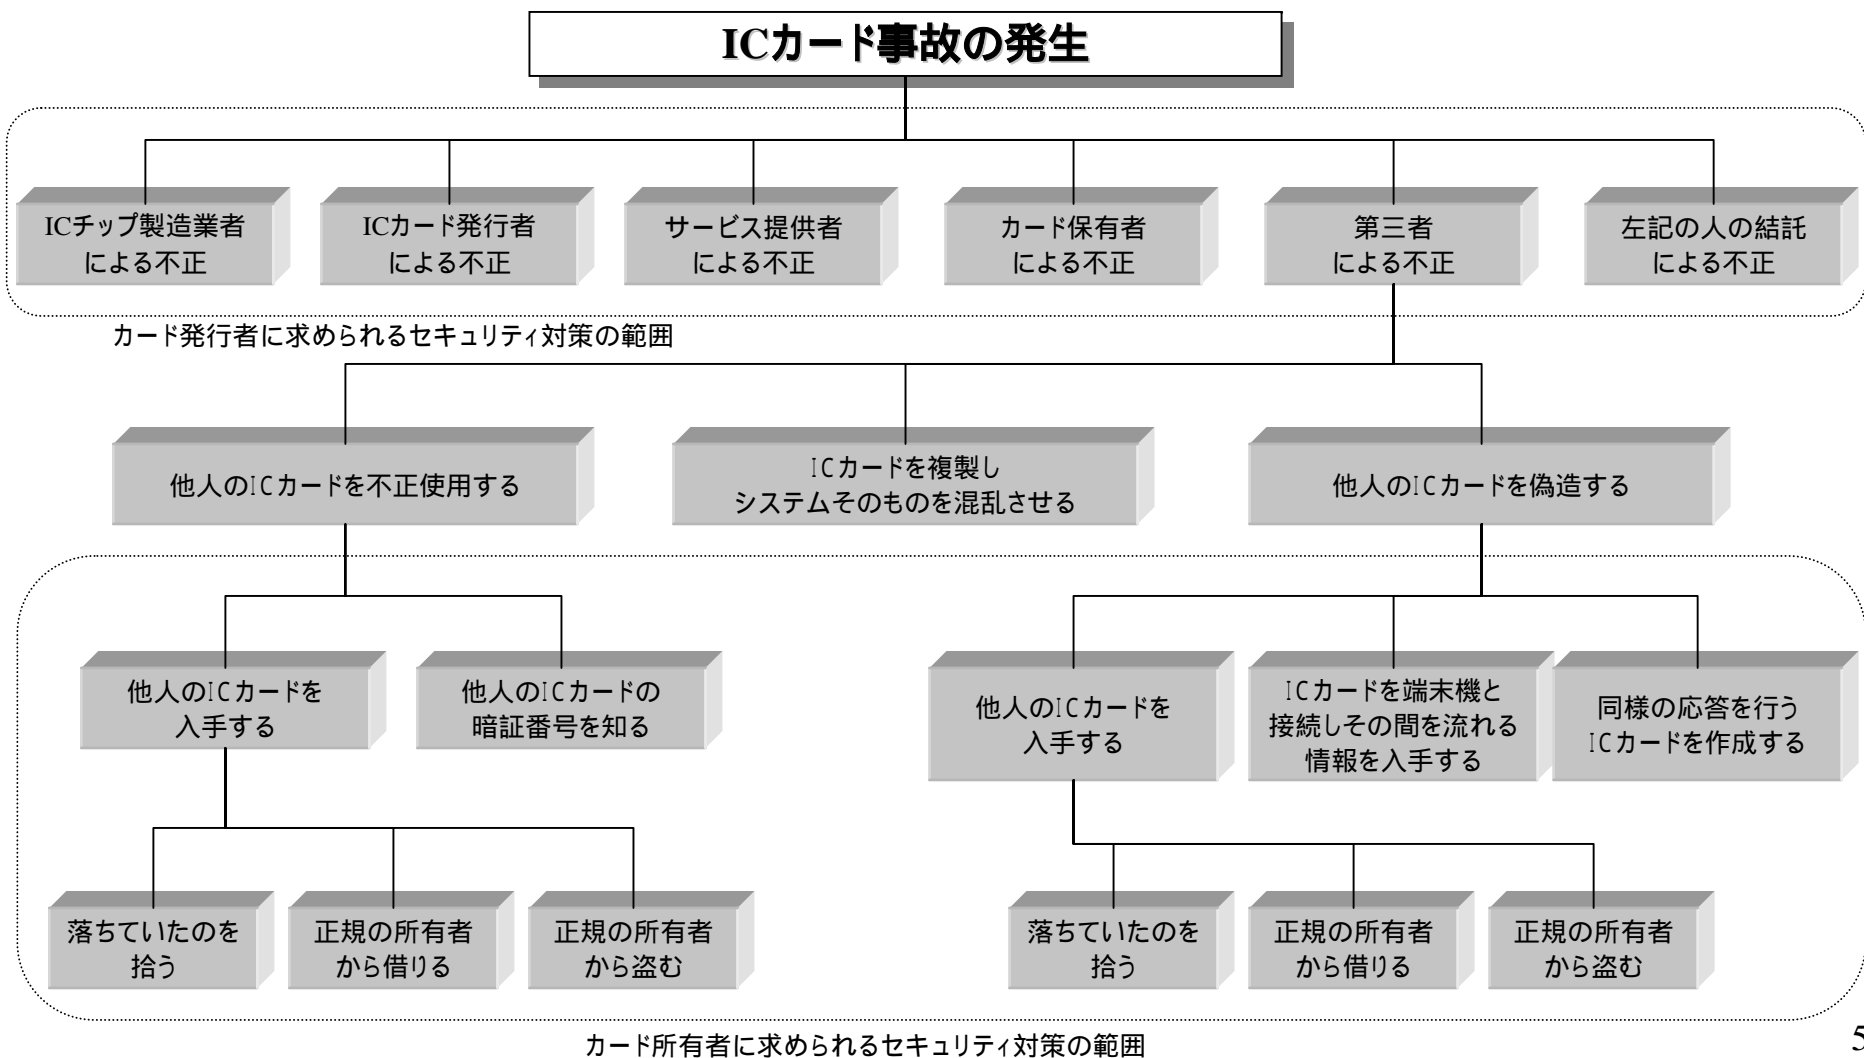 ICカード事故の発生
ICチップ製造業者
による不正
ICカード発行者
による不正
サービス提供者
による不正
カード保有者
による不正
第三者
による不正
左記の人の結託
による不正
カード発行者に求められるセキュリティ対策の範囲
他人のICカードを不正使用する
ICカードを複製し
システムそのものを混乱させる
他人のICカードを偽造する
他人のICカードを
入手する
他人のICカードの
暗証番号を知る
他人のICカードを
入手する
ICカードを端末機と
接続しその間を流れる
情報を入手する
同様の応答を行う
ICカードを作成する
落ちていたのを
拾う
正規の所有者
から借りる
正規の所有者
から盗む
落ちていたのを
拾う
正規の所有者
から借りる
正規の所有者
から盗む
カード所有者に求められるセキュリティ対策の範囲
5